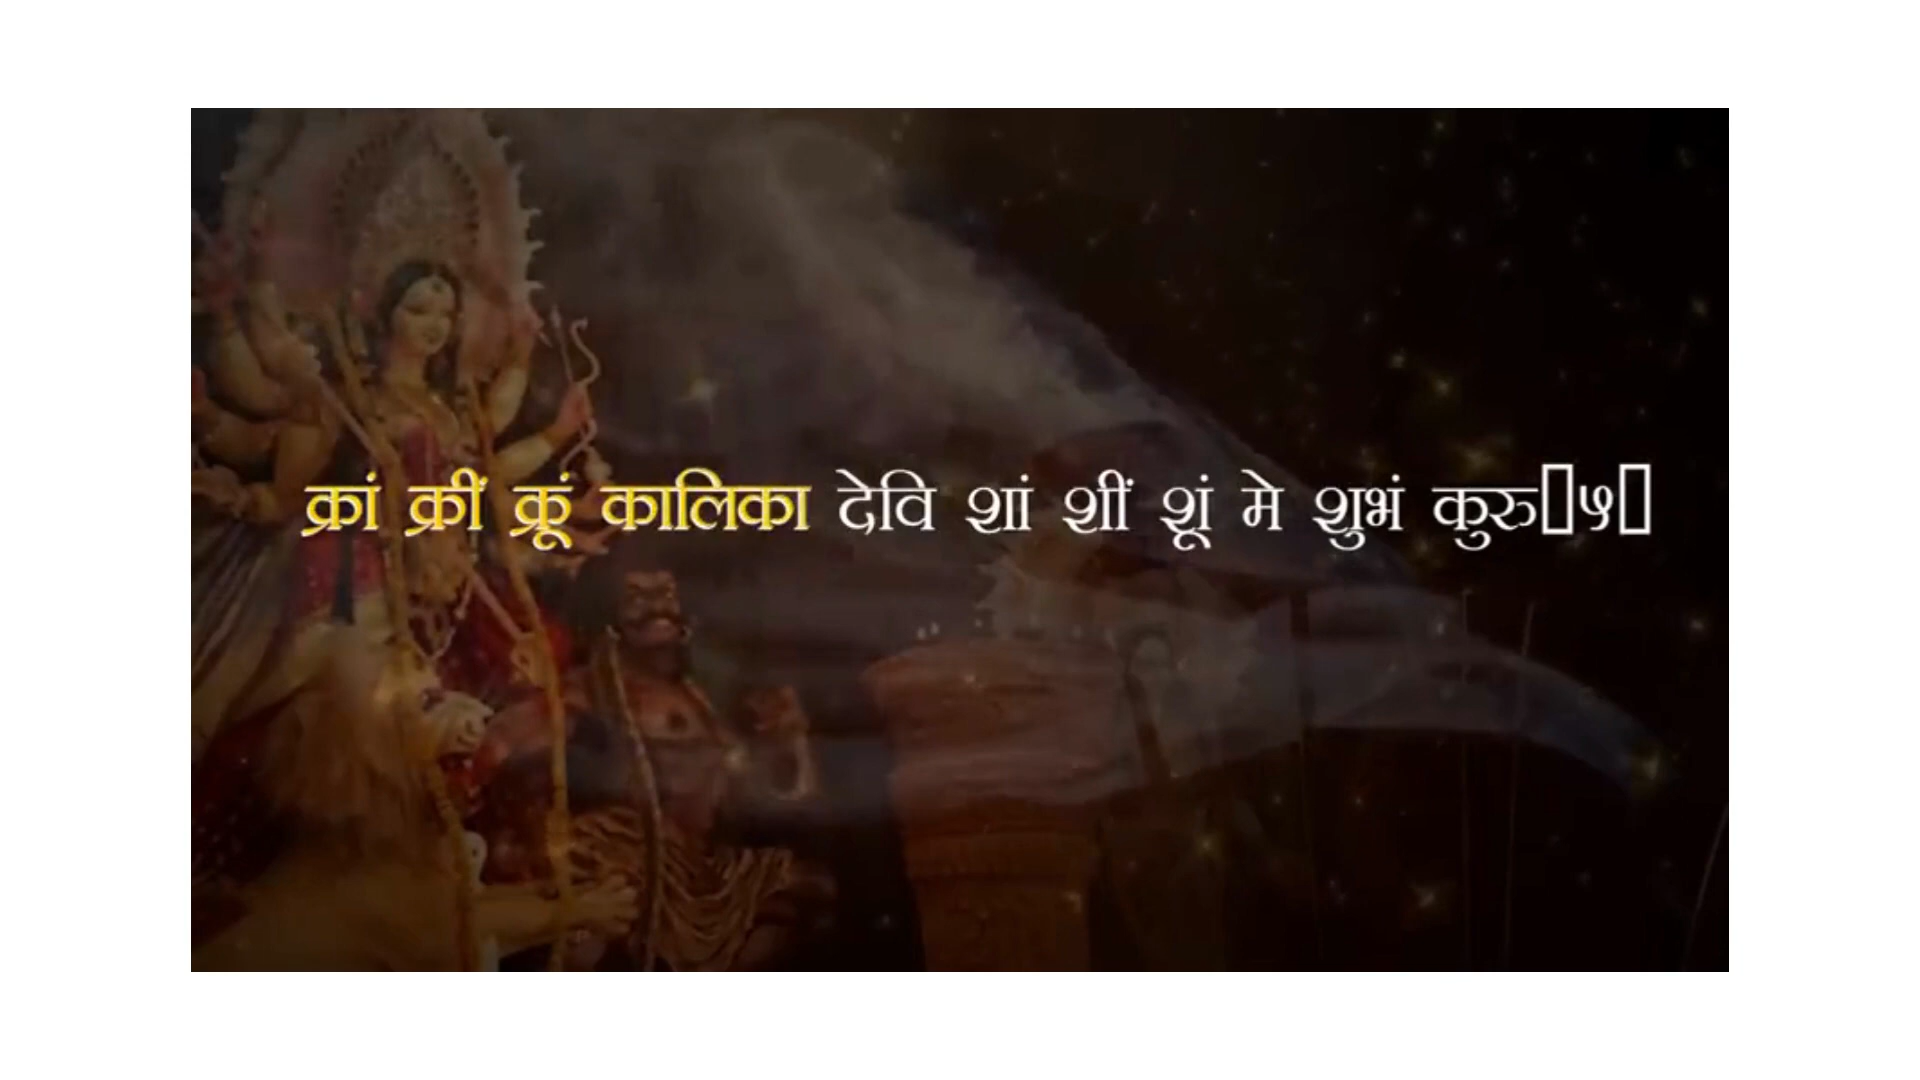 क्रां क्रीं क्रूं कालिका देवि शां शीं शूं मे शुभं कुरु▯५▯